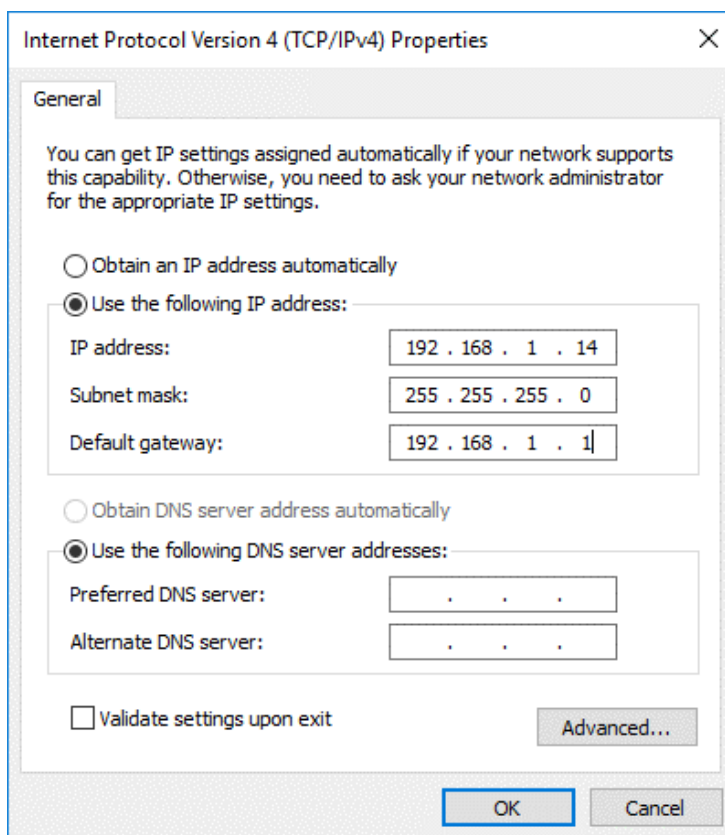 Internet Protocol Version 4 (TCP/IPv4) Properties
General
You can get IP settings assigned automatically if your network supports
this capability. Otherwise, you need to ask your network administrator
for the appropriate IP settings.
Obtain an IP address automatically
Use the following IP address:
IP address: 192 . 168 . 1 . 14
Subnet mask: 255 . 255 . 255 . 0
Default gateway: 192 . 168 . 1 . 1
Obtain DNS server address automatically
Use the following DNS server addresses:
Preferred DNS server: . . .
Alternate DNS server: . . .
Validate settings upon exit
Advanced...
OK Cancel